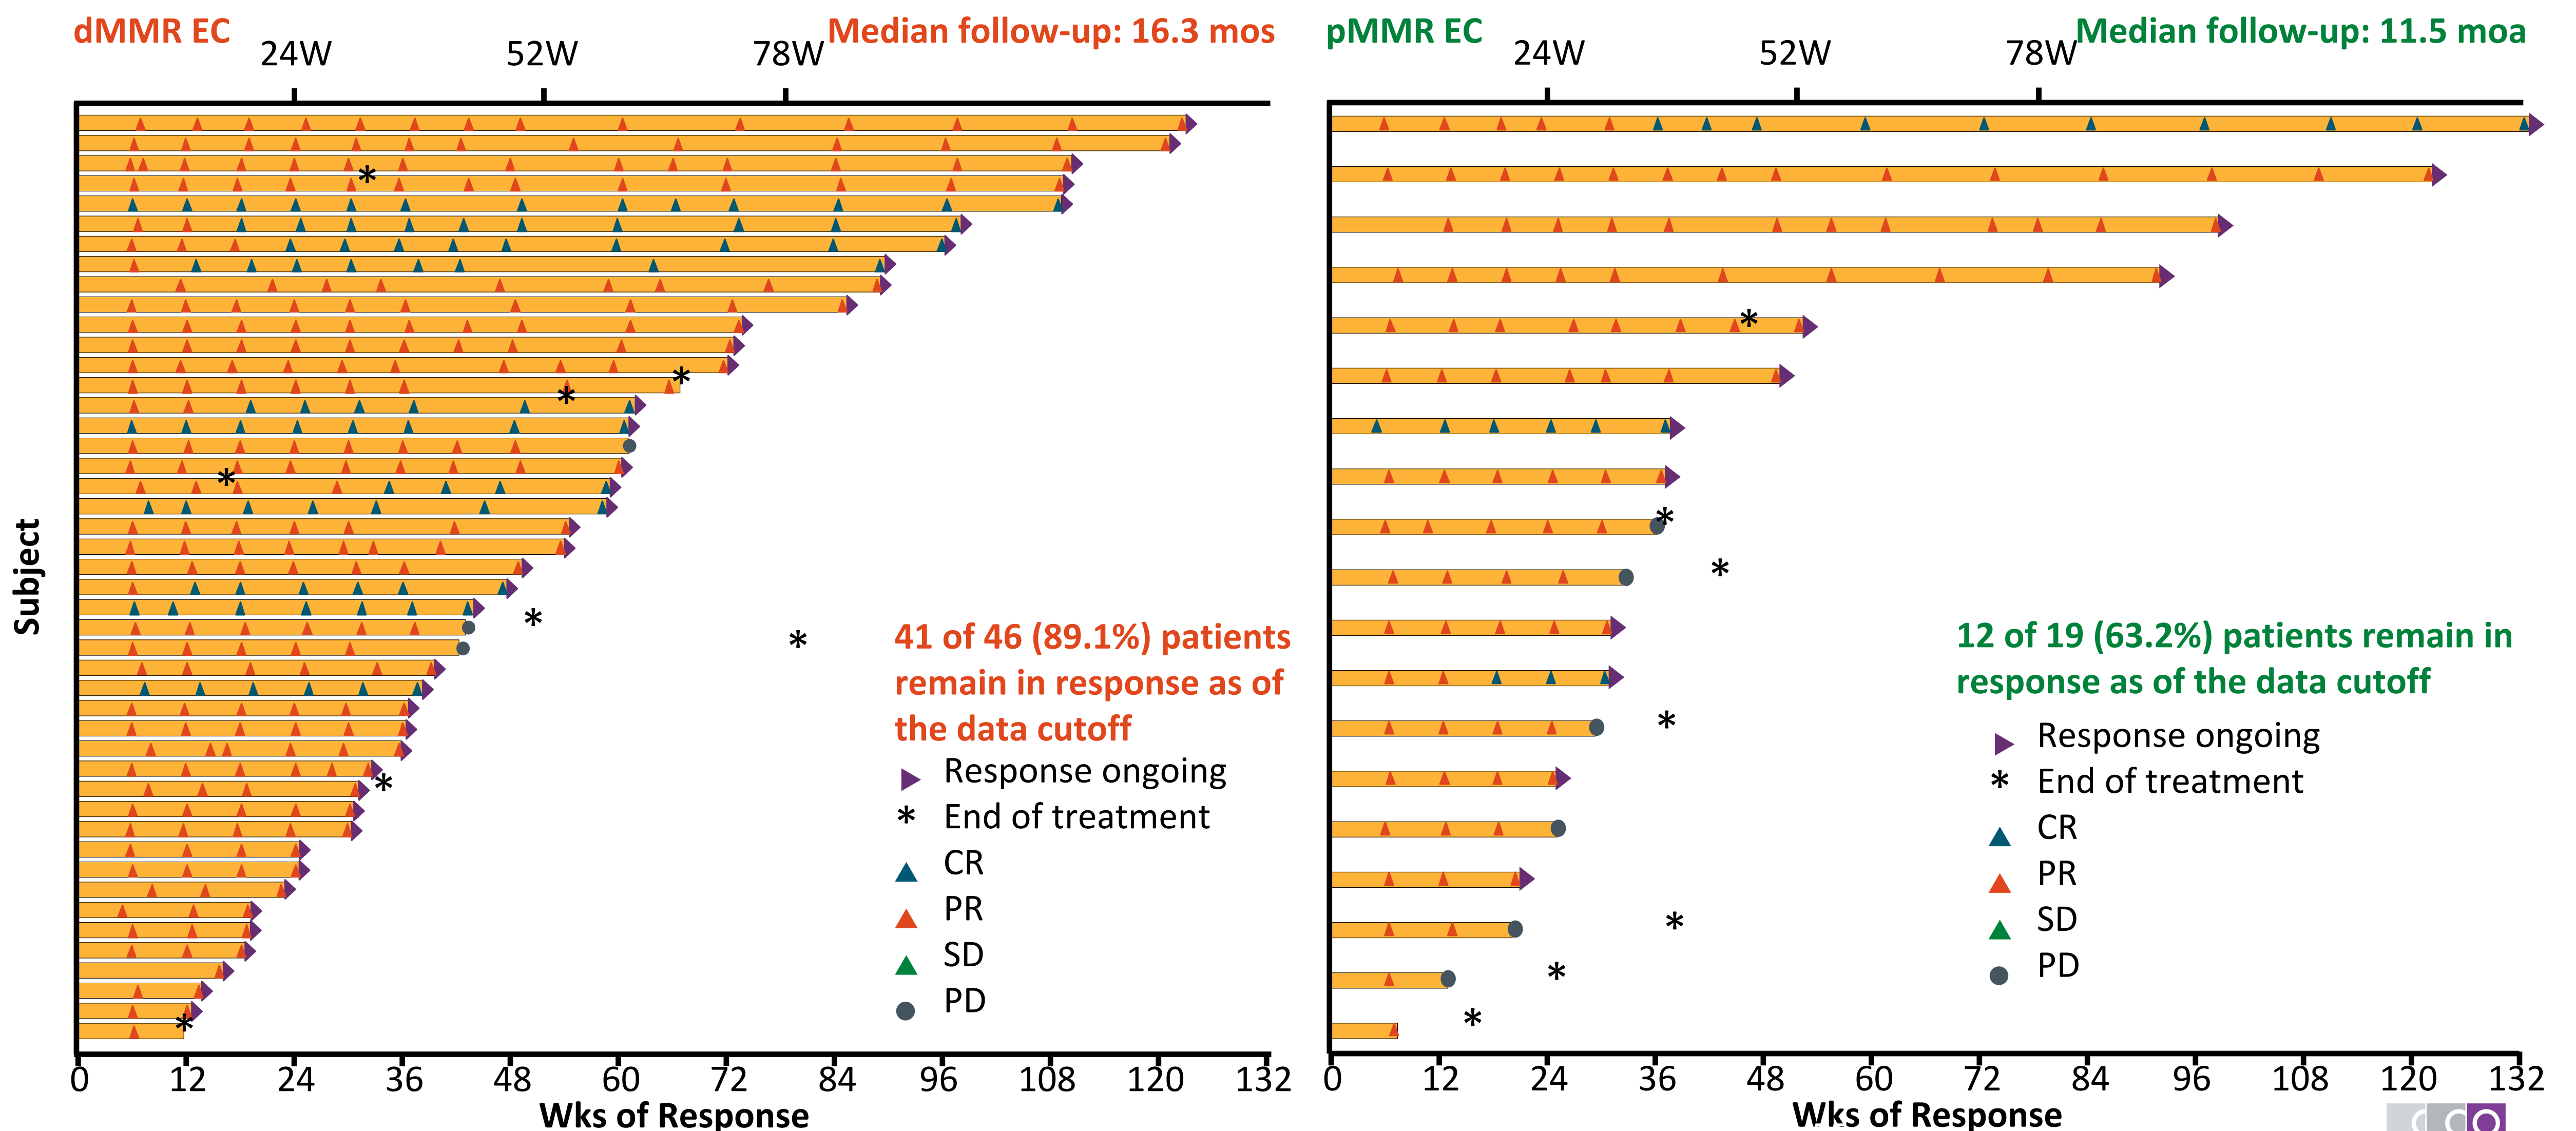 dMMR EC
Median follow-up: 16.3 mos
24W 52W 78W
Subject
41 of 46 (89.1%) patients
remain in response as of
the data cutoff
Response ongoing
* End of treatment
CR
PR
SD
PD
0 12 24 36 48 60 72 84 96 108 120 132
Wks of Response
pMMR EC
Median follow-up: 11.5 moa
24W 52W 78W
12 of 19 (63.2%) patients remain in
response as of the data cutoff
Response ongoing
* End of treatment
CR
PR
SD
PD
0 12 24 36 48 60 72 84 96 108 120 132
Wks of Response